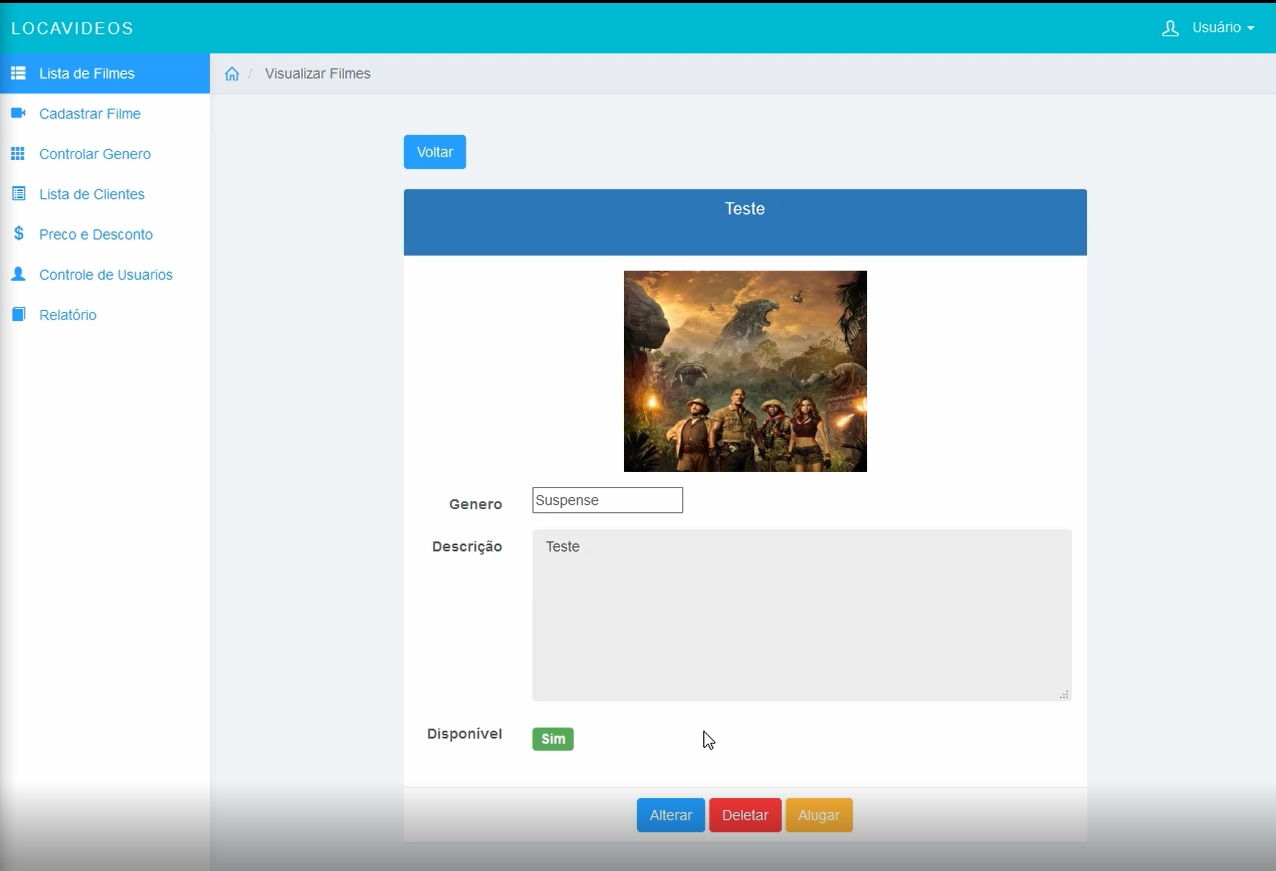 LOCAVIDEOS
Usuário
Lista de Filmes
Cadastrar Filme
Controlar Genero
Lista de Clientes
Preco e Desconto
Controle de Usuarios
Relatório
/ Visualizar Filmes
Voltar
Teste
Genero Suspense
Descrição Teste
Disponível Sim
Alterar Deletar Alugar